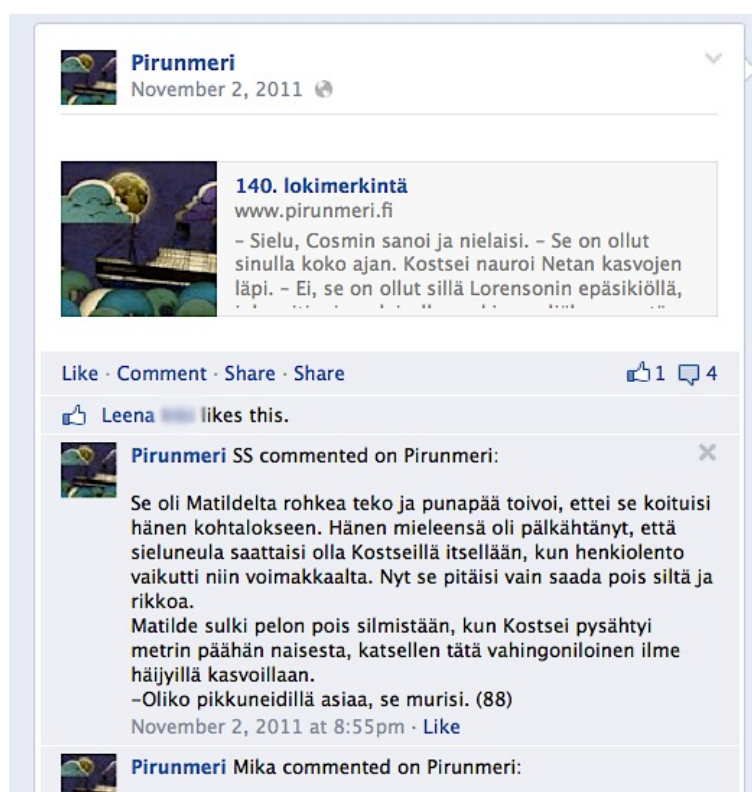 Pirunmeri
November 2, 2011
140. lokimerkintä
www.pirunmeri.fi
– Sielu, Cosmin sanoi ja nielaisi. – Se on ollut
sinulla koko ajan. Kostsei nauroi Netan kasvojen
läpi. – Ei, se on ollut sillä Lorensonin epäsikiöllä,
Like · Comment · Share · Share
1 4
Leena likes this.
Pirunmeri SS commented on Pirunmeri:
Se oli Matildelta rohkea teko ja punapää toivoi, ettei se koituisi
hänen kohtalokseen. Hänen mieleensä oli pälkähtänyt, että
sieluneula saattaisi olla Kostseillä itsellään, kun henkiolento
vaikutti niin voimakkaalta. Nyt se pitäisi vain saada pois siltä ja
rikkoa.
Matilde sulki pelon pois silmistään, kun Kostsei pysähtyi
metrin päähän naisesta, katsellen tätä vahingoniloinen ilme
häijyillä kasvoillaan.
–Oliko pikkuneidillä asiaa, se murisi. (88)
November 2, 2011 at 8:55pm · Like
Pirunmeri Mika commented on Pirunmeri: